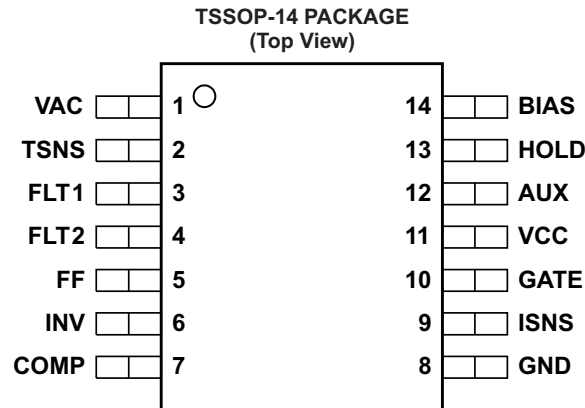 TSSOP-14 PACKAGE
(Top View)
VAC 1 14 BIAS
TSNS 2 13 HOLD
FLT1 3 12 AUX
FLT2 4 11 VCC
FF 5 10 GATE
INV 6 9 ISNS
COMP 7 8 GND